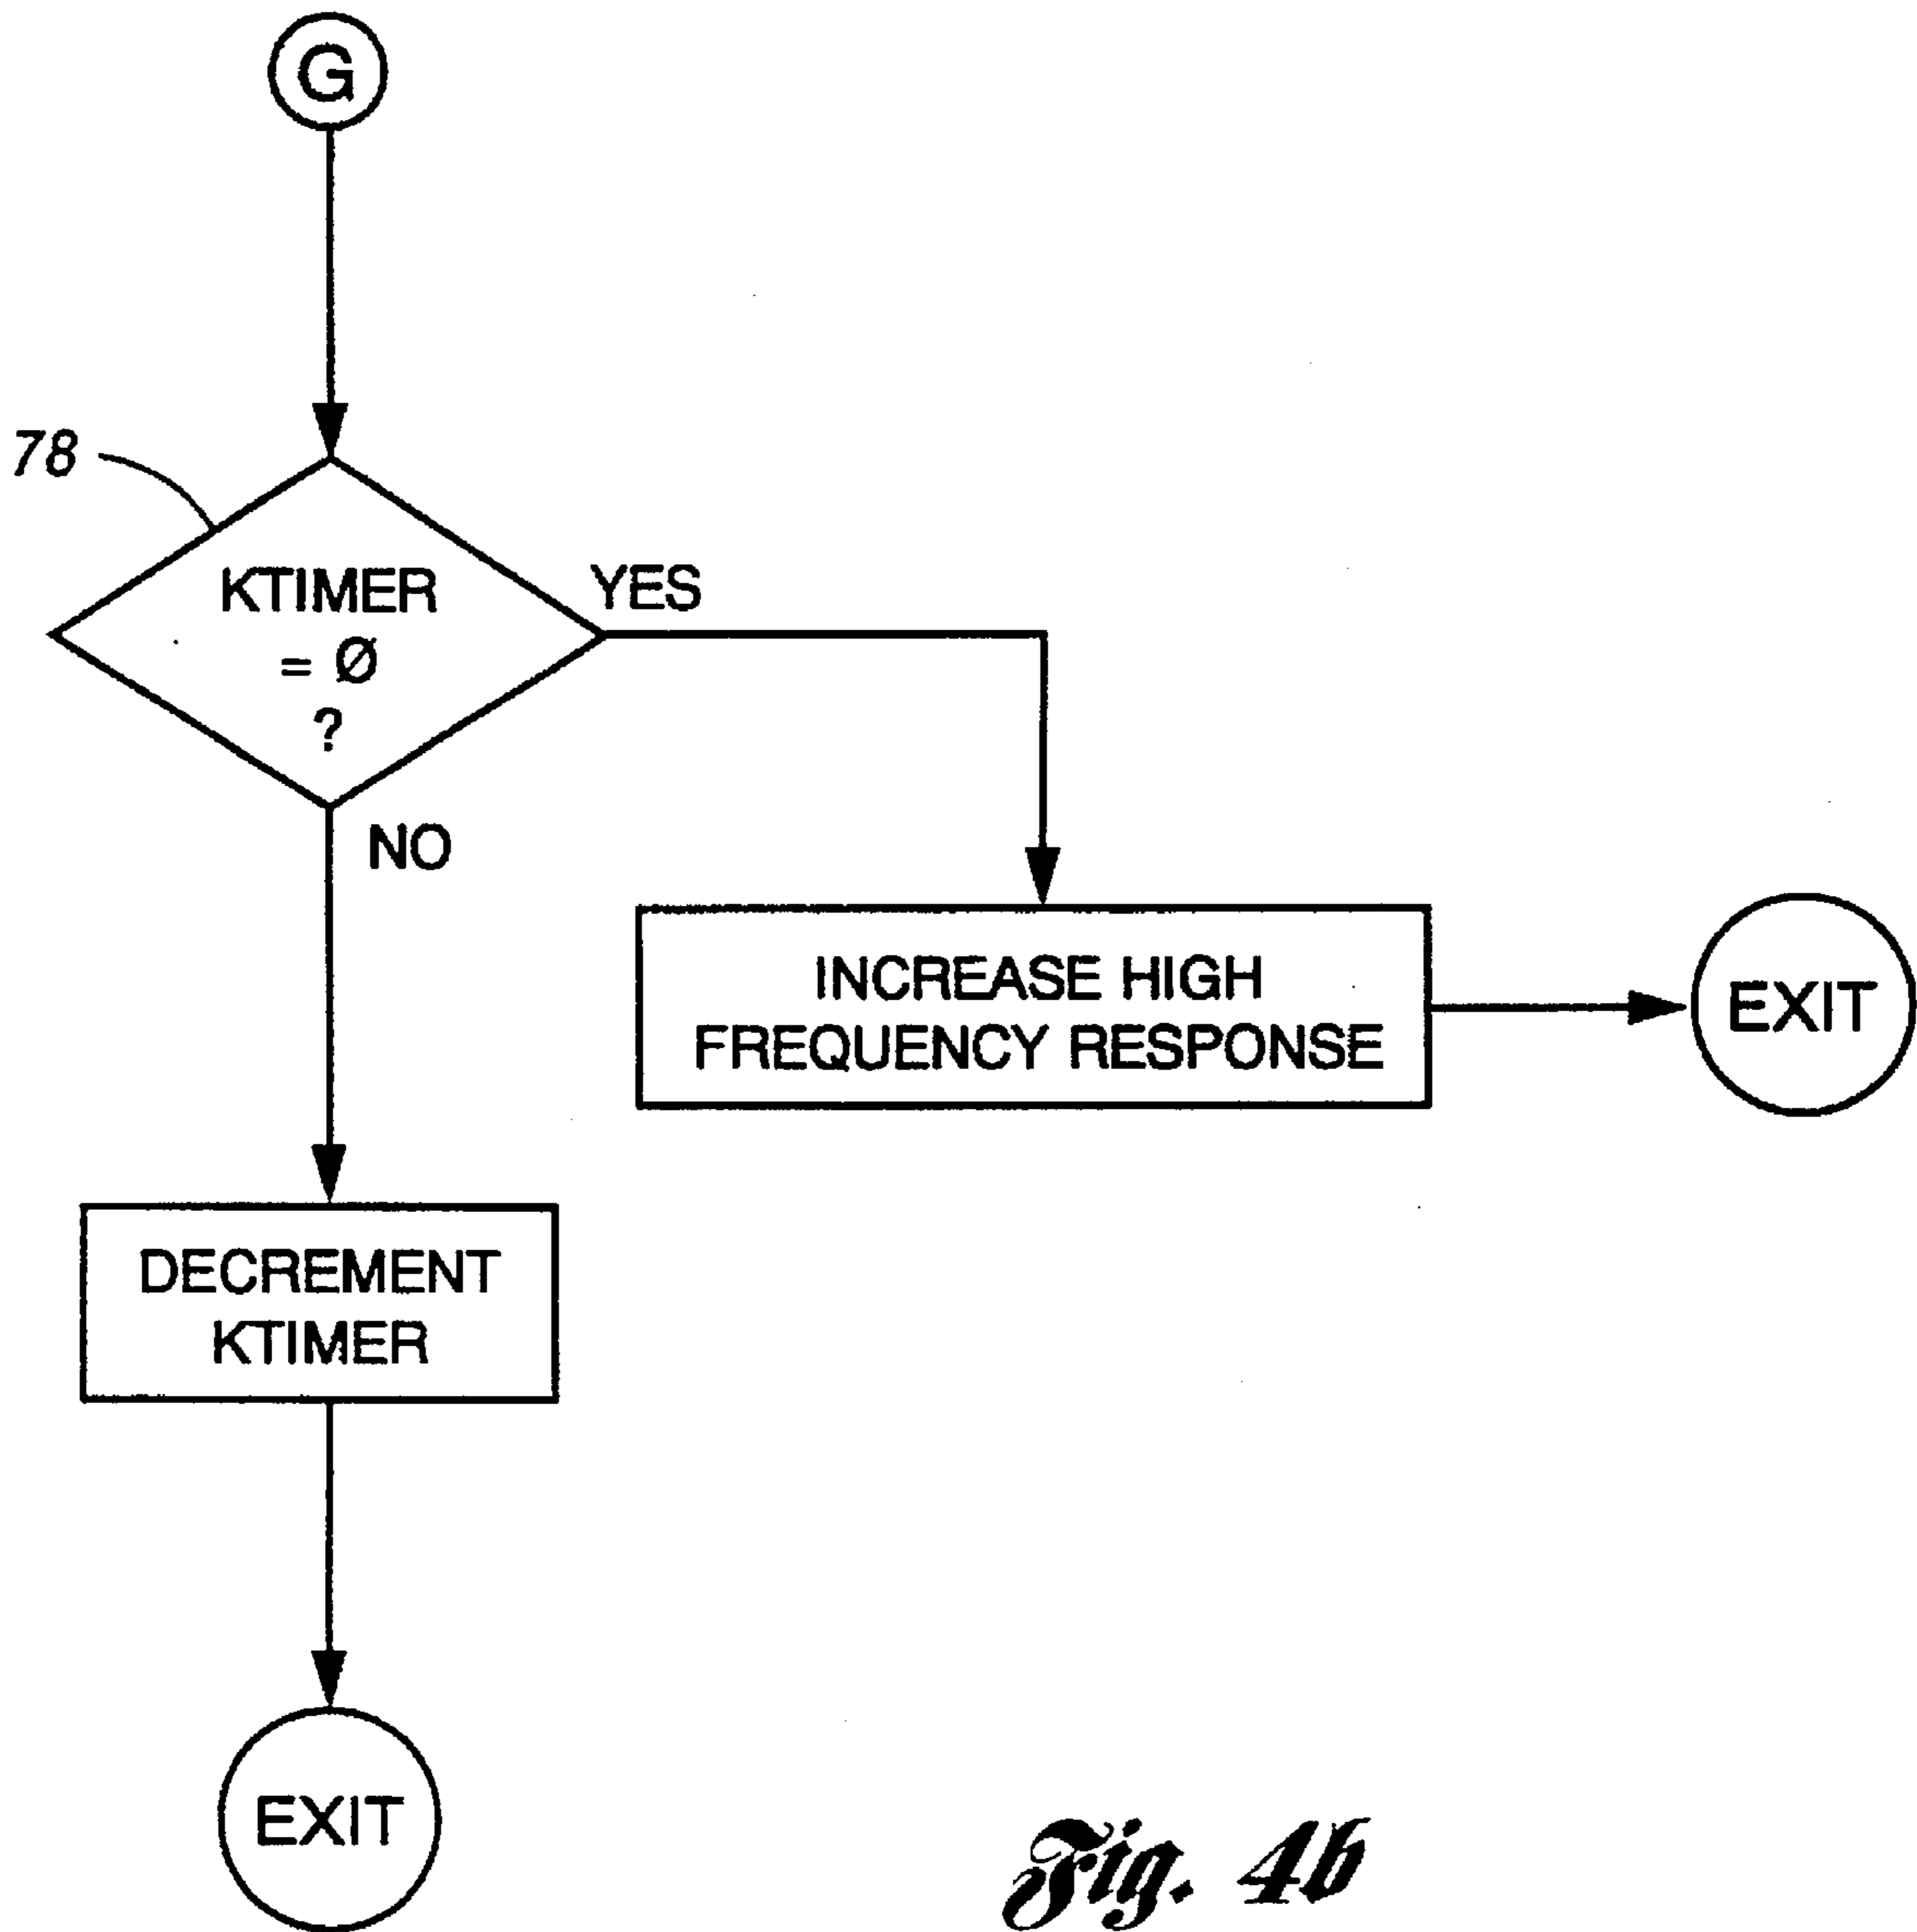 G
78
KTIMER
= Ø
?
YES
NO
INCREASE HIGH
FREQUENCY RESPONSE
EXIT
DECREMENT
KTIMER
EXIT
Fig. 4b